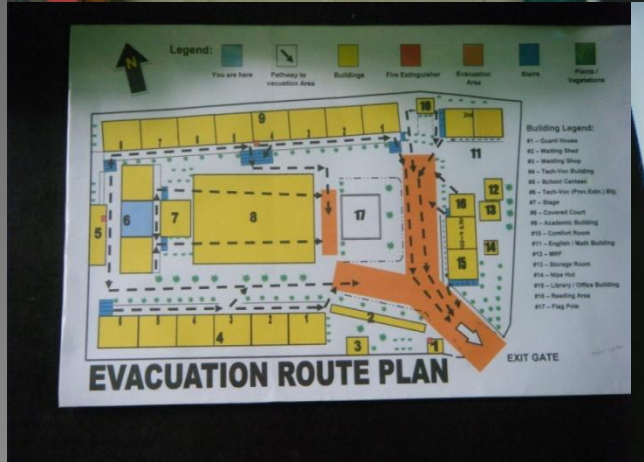 N
Legend:
You are here
Pathway to
vacuation Area
Buildings
Fire Extinguisher
Evacuation
Area
Stairs
Plants /
Vegetations
9
10
2nd
11
Building Legend:
#1 – Guard House
#2 – Waiting Shed
#3 – Welding Shop
#4 – Tech-Voc Building
#5 – School Canteen
#6 – Tech-Voc (Prev.Edn.) Blg.
#7 – Stage
#8 – Covered Court
#9 – Academic Building
#10 – Comfort Room
#11 – English / Math Building
#12 – MRF
#13 – Storage Room
#14 – Nipa Hut
#15 – Library / Office Building
#16 – Reading Area
#17 – Flag Pole
5
6
7
8
17
16
12
13
14
15
4
3
2
1
EXIT GATE
EVACUATION ROUTE PLAN